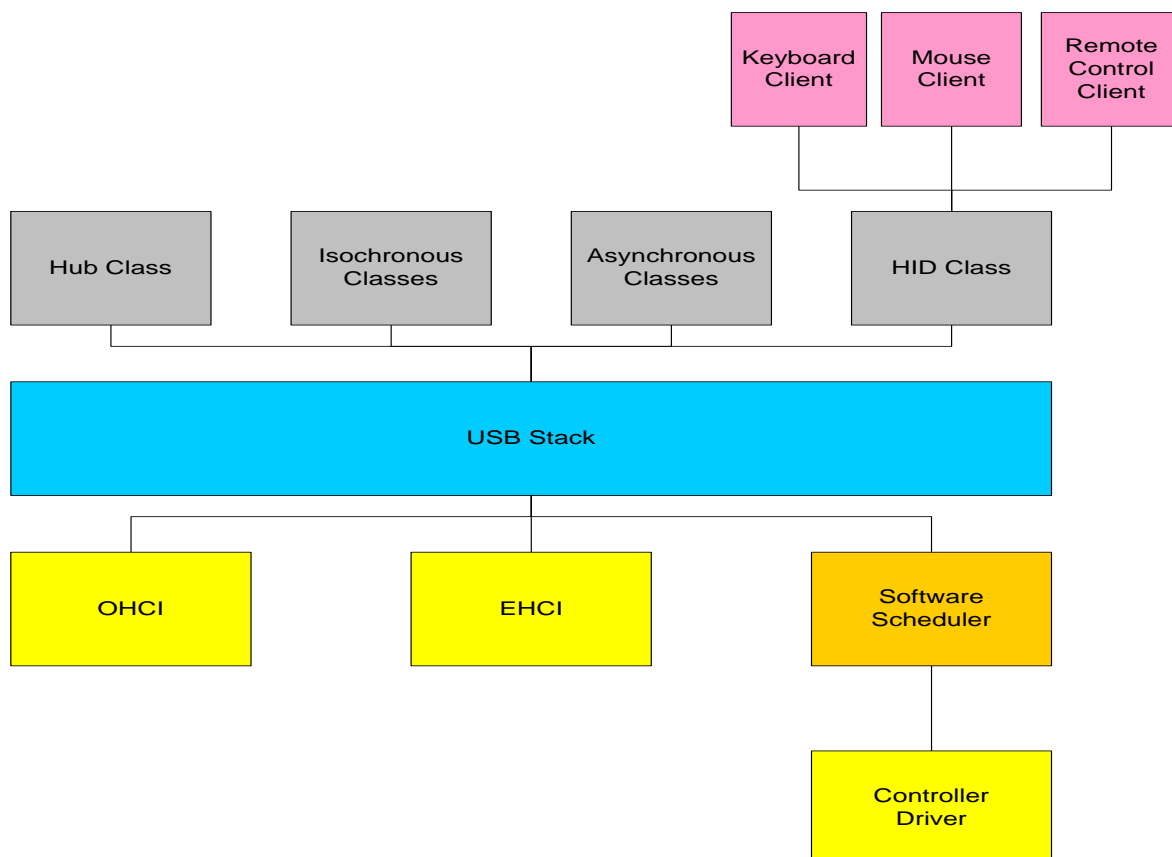 Keyboard
Client
Mouse
Client
Remote
Control
Client
Hub Class
Isochronous
Classes
Asynchronous
Classes
HID Class
USB Stack
OHCI
EHCI
Software
Scheduler
Controller
Driver